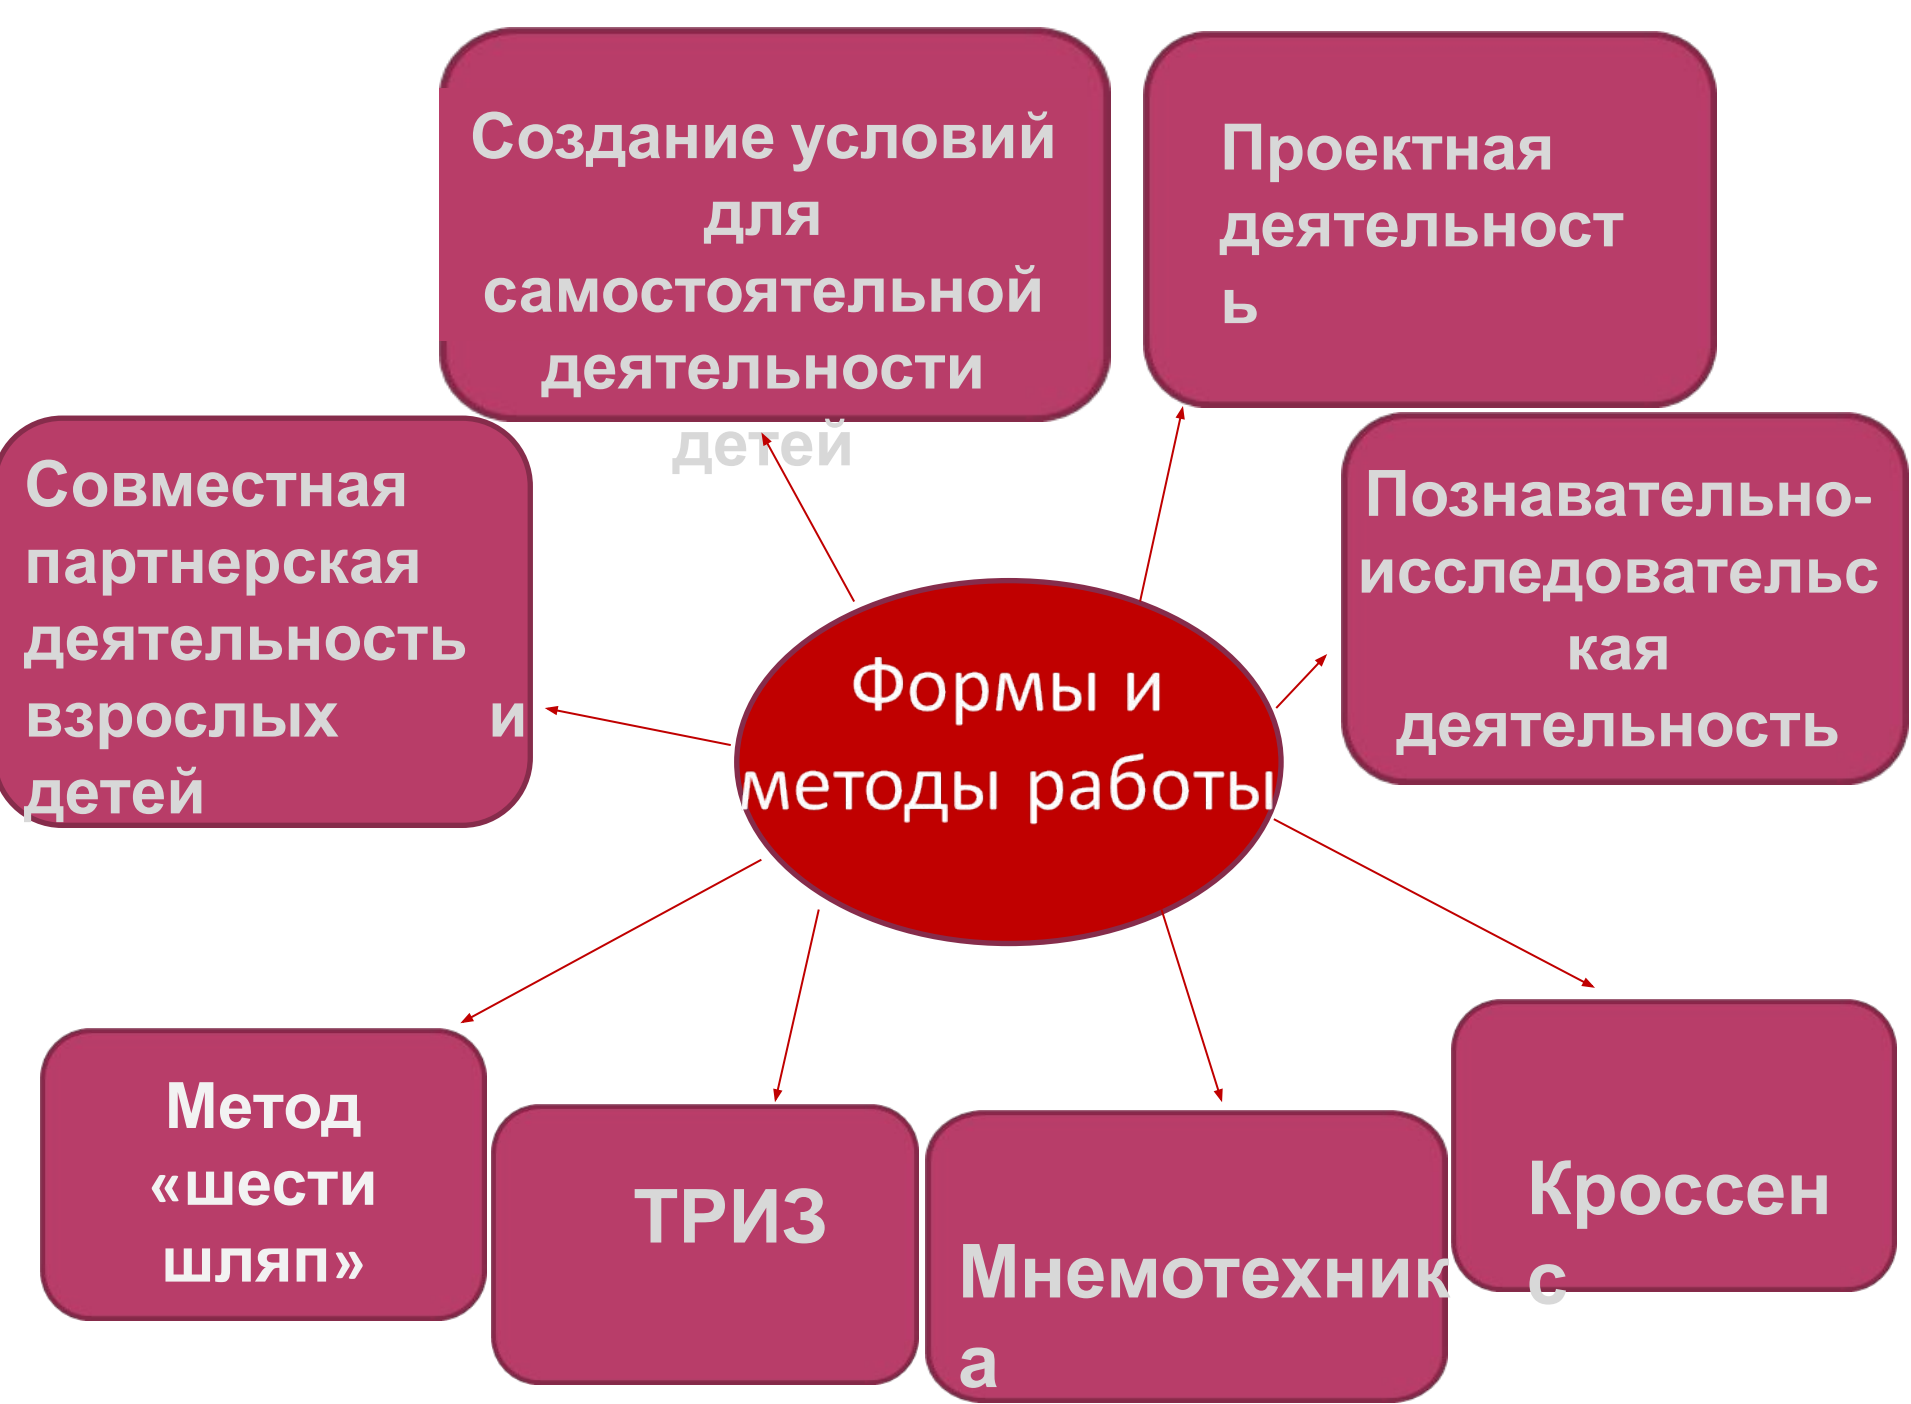 Создание условий
для
самостоятельной
деятельности
детей
Проектная
деятельност
ь
Совместная
партнерская
деятельность
взрослых и
детей
Познавательно-
исследовательс
кая
деятельность
Формы и
методы работы
Метод
«шести
шляп»
ТРИЗ
Мнемотехник
а
Кроссен
с